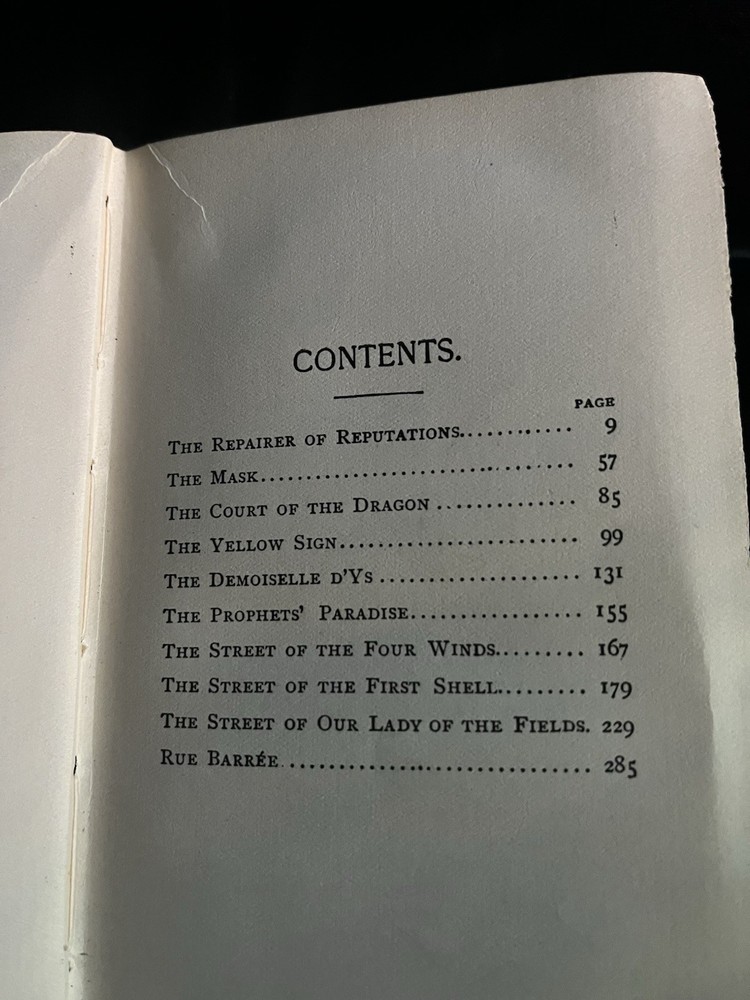 CONTENTS.
PAGE
THE REPAIRER OF REPUTATIONS............ 9
THE MASK.............................. 57
THE COURT OF THE DRAGON .............. 85
THE YELLOW SIGN........................ 99
THE DEMOISELLE D'YS .................... 131
THE PROPHETS' PARADISE................. 155
THE STREET OF THE FOUR WINDS......... 167
THE STREET OF THE FIRST SHELL......... 179
THE STREET OF OUR LADY OF THE FIELDS. 229
RUE BARRÉE............................... 285